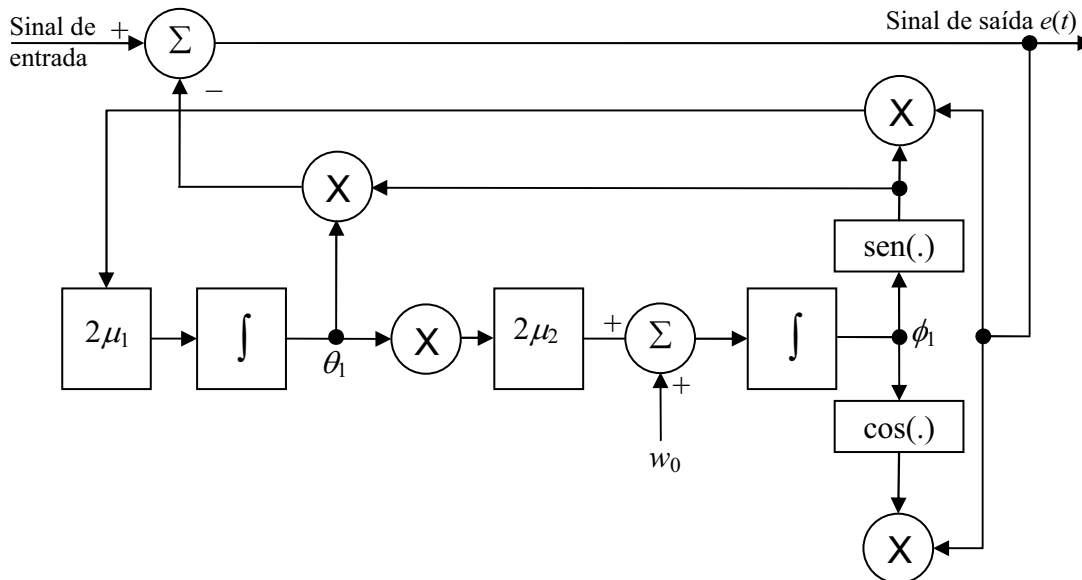 Sinal de
entrada
+
Σ
−
Sinal de saída e(t)
X
X
sen(.)
2μ₁
∫
θ₁
X
2μ₂
+
Σ
+
w₀
∫
ϕ₁
cos(.)
X